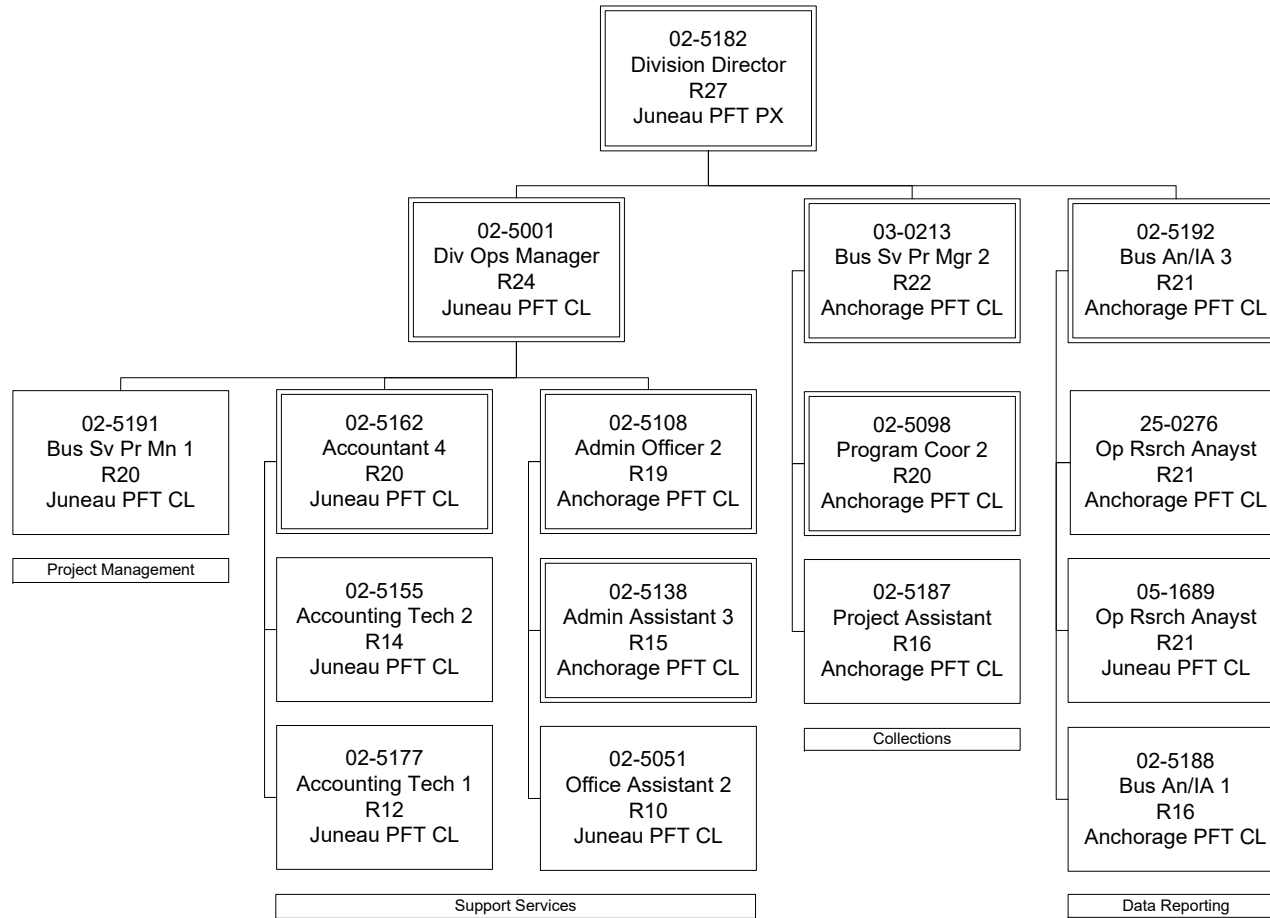 02-5182
Division Director
R27
Juneau PFT PX
02-5001
Div Ops Manager
R24
Juneau PFT CL
03-0213
Bus Sv Pr Mgr 2
R22
Anchorage PFT CL
02-5192
Bus An/IA 3
R21
Anchorage PFT CL
02-5191
Bus Sv Pr Mn 1
R20
Juneau PFT CL
Project Management
02-5162
Accountant 4
R20
Juneau PFT CL
02-5108
Admin Officer 2
R19
Anchorage PFT CL
02-5098
Program Coor 2
R20
Anchorage PFT CL
25-0276
Op Rsrch Anayst
R21
Anchorage PFT CL
02-5155
Accounting Tech 2
R14
Juneau PFT CL
02-5138
Admin Assistant 3
R15
Anchorage PFT CL
02-5187
Project Assistant
R16
Anchorage PFT CL
05-1689
Op Rsrch Anayst
R21
Juneau PFT CL
Collections
02-5177
Accounting Tech 1
R12
Juneau PFT CL
02-5051
Office Assistant 2
R10
Juneau PFT CL
02-5188
Bus An/IA 1
R16
Anchorage PFT CL
Support Services
Data Reporting